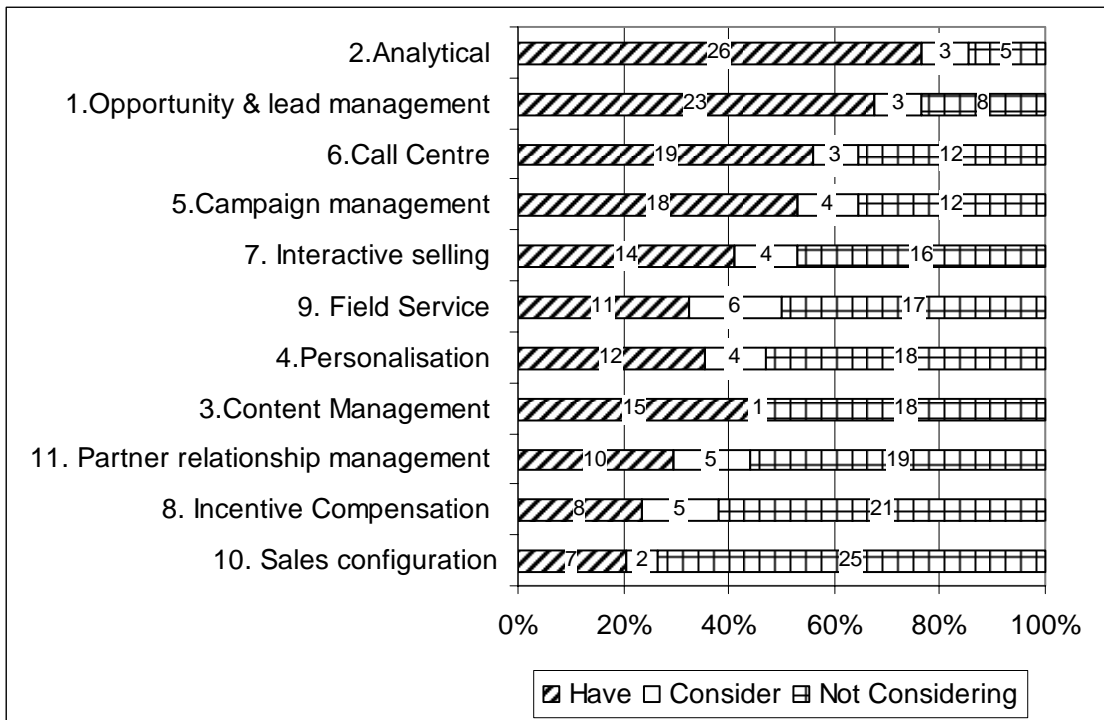 2.Analytical 26 3 5
1.Opportunity & lead management 23 3 8
6.Call Centre 19 3 12
5.Campaign management 18 4 12
7. Interactive selling 14 4 16
9. Field Service 11 6 17
4.Personalisation 12 4 18
3.Content Management 15 1 18
11. Partner relationship management 10 5 19
8. Incentive Compensation 8 5 21
10. Sales configuration 7 2 25
0% 20% 40% 60% 80% 100%
Have Consider Not Considering